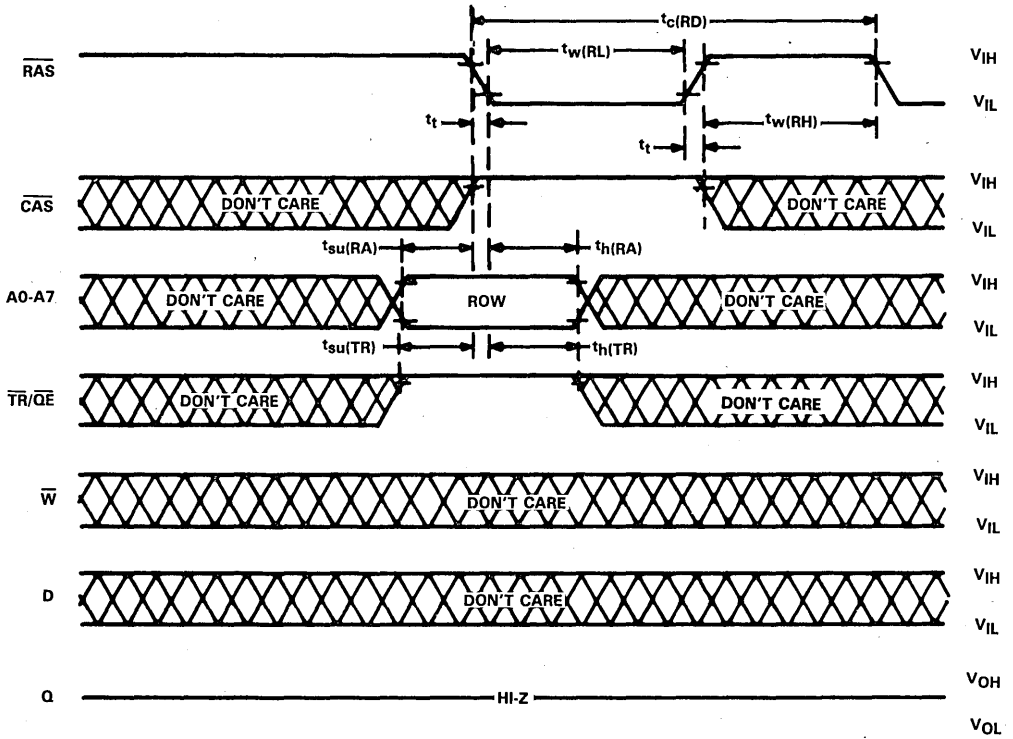 tc(RD)
RAS
tw(RL)
VIH
VIL
tt
tw(RH)
tt
CAS
DON'T CARE
DON'T CARE
VIH
VIL
tsu(RA)
th(RA)
A0-A7
DON'T CARE
ROW
DON'T CARE
VIH
VIL
tsu(TR)
th(TR)
TR/QE
DON'T CARE
DON'T CARE
VIH
VIL
W
DON'T CARE
VIH
VIL
D
DON'T CARE
VIH
VIL
Q
HI-Z
VOH
VOL